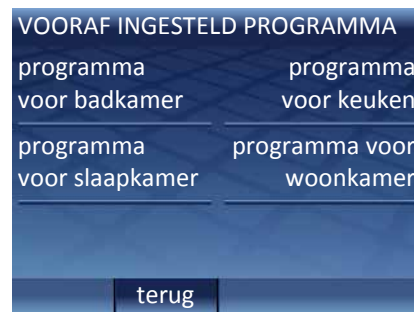 VOORAF INGESTELD PROGRAMMA
programma
voor badkamer
programma
voor keuken
programma
voor slaapkamer
programma voor
woonkamer
terug